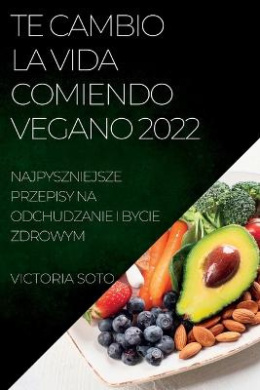 TE CAMBIO
LA VIDA
COMIENDO
VEGANO 2022
NAJPYSZNIEJSZE
PRZEPISY NA
ODCHUDZANIE I BYCIE
ZDROWYM
VICTORIA SOTO